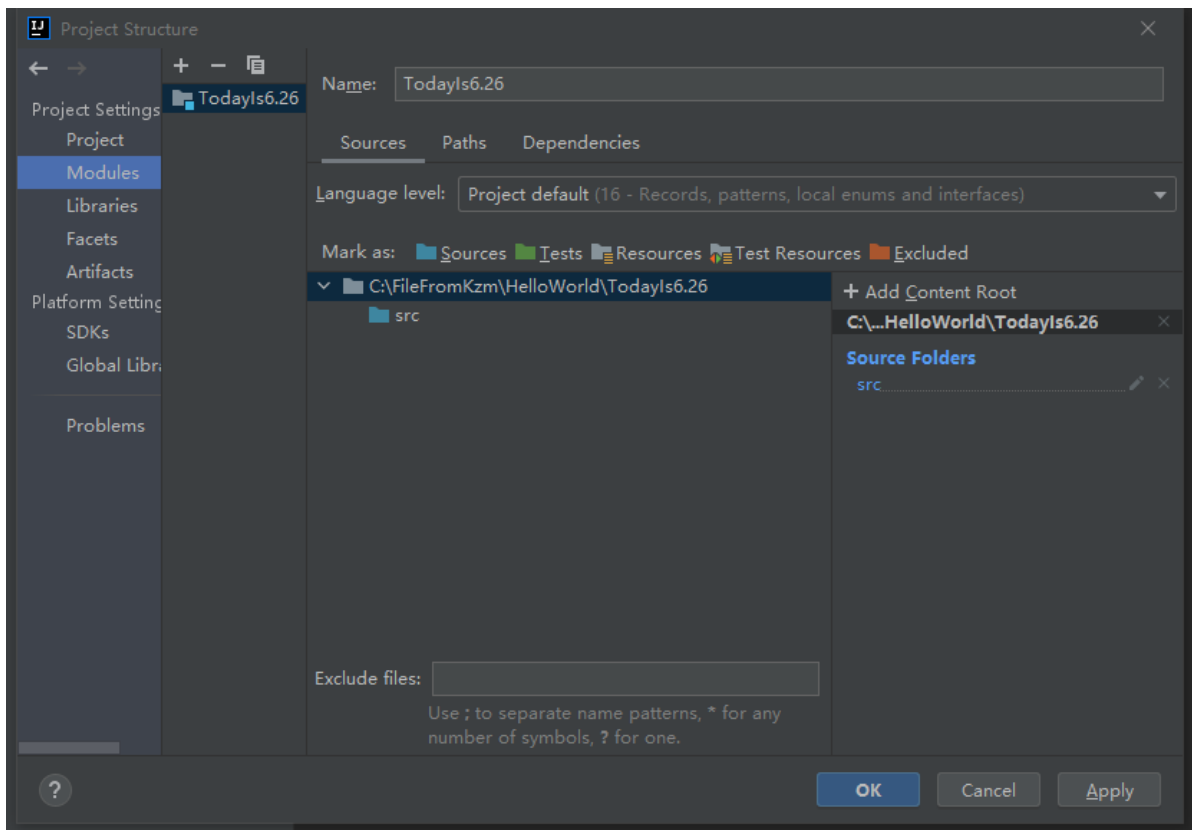 Project Structure
Project Settings
Project
Modules
Libraries
Facets
Artifacts
Platform Setting
SDKs
Global Libr
Problems
TodayIs6.26
Name: TodayIs6.26
Sources Paths Dependencies
Language level: Project default (16 - Records, patterns, local enums and interfaces)
Mark as: Sources Tests Resources Test Resources Excluded
C:\FileFromKzm\HelloWorld\TodayIs6.26
src
+ Add Content Root
C:\...HelloWorld\TodayIs6.26
Source Folders
src
Exclude files:
Use ; to separate name patterns, * for any
number of symbols, ? for one.
?
OK Cancel Apply